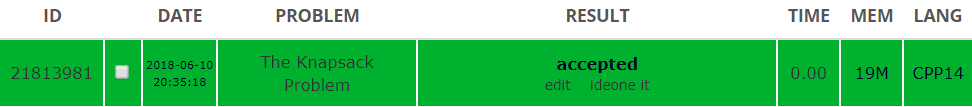 ID DATE PROBLEM RESULT TIME MEM LANG
21813981 2018-06-10 20:35:18 The Knapsack Problem accepted edit ideone it 0.00 19M CPP14